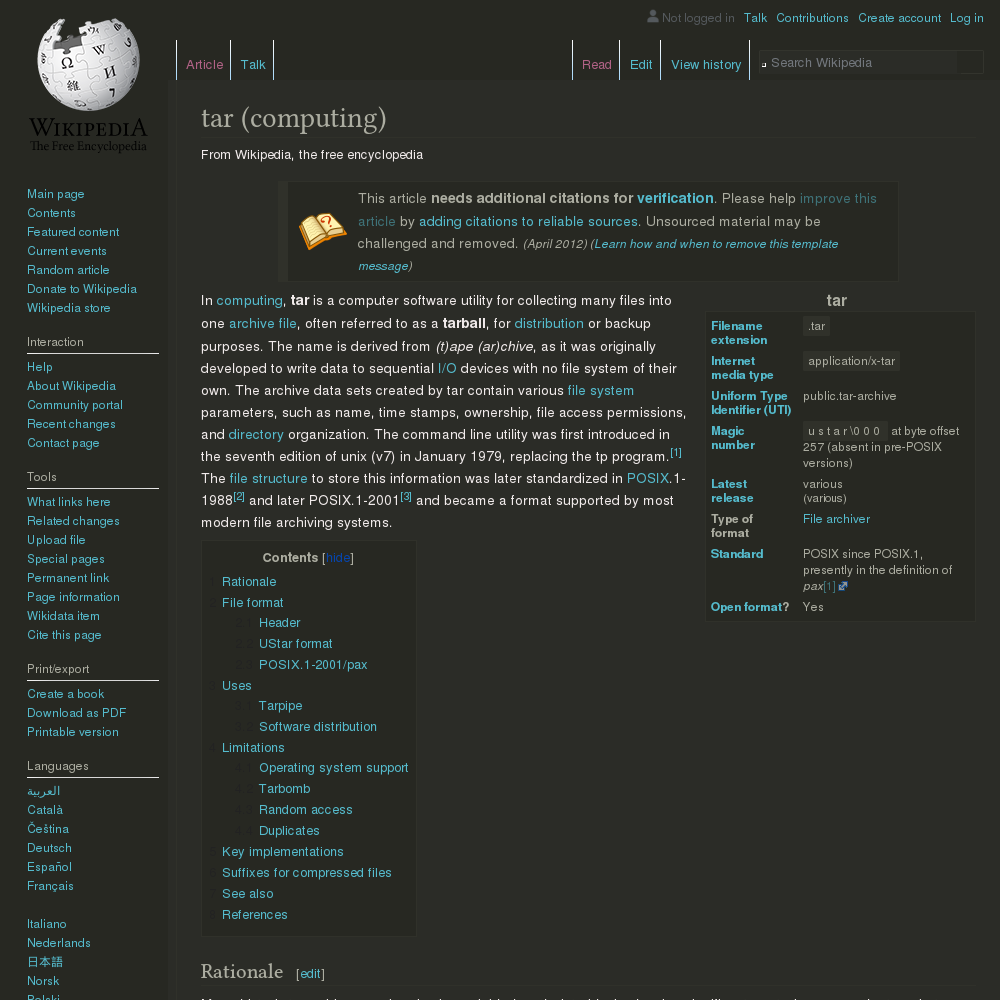 Not logged in Talk Contributions Create account Log in
Article Talk Read Edit View history Search Wikipedia
WIKIPEDIA
The Free Encyclopedia
Main page
Contents
Featured content
Current events
Random article
Donate to Wikipedia
Wikipedia store
Interaction
Help
About Wikipedia
Community portal
Recent changes
Contact page
Tools
What links here
Related changes
Upload file
Special pages
Permanent link
Page information
Wikidata item
Cite this page
Print/export
Create a book
Download as PDF
Printable version
Languages
العربية
Català
Čeština
Deutsch
Español
Français
Italiano
Nederlands
日本語
Norsk
Polski
tar (computing)
From Wikipedia, the free encyclopedia
This article needs additional citations for verification. Please help improve this
article by adding citations to reliable sources. Unsourced material may be
challenged and removed. (April 2012) (Learn how and when to remove this template
message)
In computing, tar is a computer software utility for collecting many files into
one archive file, often referred to as a tarball, for distribution or backup
purposes. The name is derived from (t)ape (ar)chive, as it was originally
developed to write data to sequential I/O devices with no file system of their
own. The archive data sets created by tar contain various file system
parameters, such as name, time stamps, ownership, file access permissions,
and directory organization. The command line utility was first introduced in
the seventh edition of unix (v7) in January 1979, replacing the tp program.[1]
The file structure to store this information was later standardized in POSIX.1-
1988[2] and later POSIX.1-2001[3] and became a format supported by most
modern file archiving systems.
tar
Filename
extension
.tar
Internet
media type
application/x-tar
Uniform Type
Identifier (UTI)
public.tar-archive
Magic
number
u s t a r \0 0 0 at byte offset
257 (absent in pre-POSIX
versions)
Latest
release
various
(various)
Type of
format
File archiver
Standard
POSIX since POSIX.1,
presently in the definition of
pax[1]
Open format?
Yes
Contents [hide]
Rationale
File format
Header
UStar format
POSIX.1-2001/pax
Uses
Tarpipe
Software distribution
Limitations
Operating system support
Tarbomb
Random access
Duplicates
Key implementations
Suffixes for compressed files
See also
References
Rationale [edit]